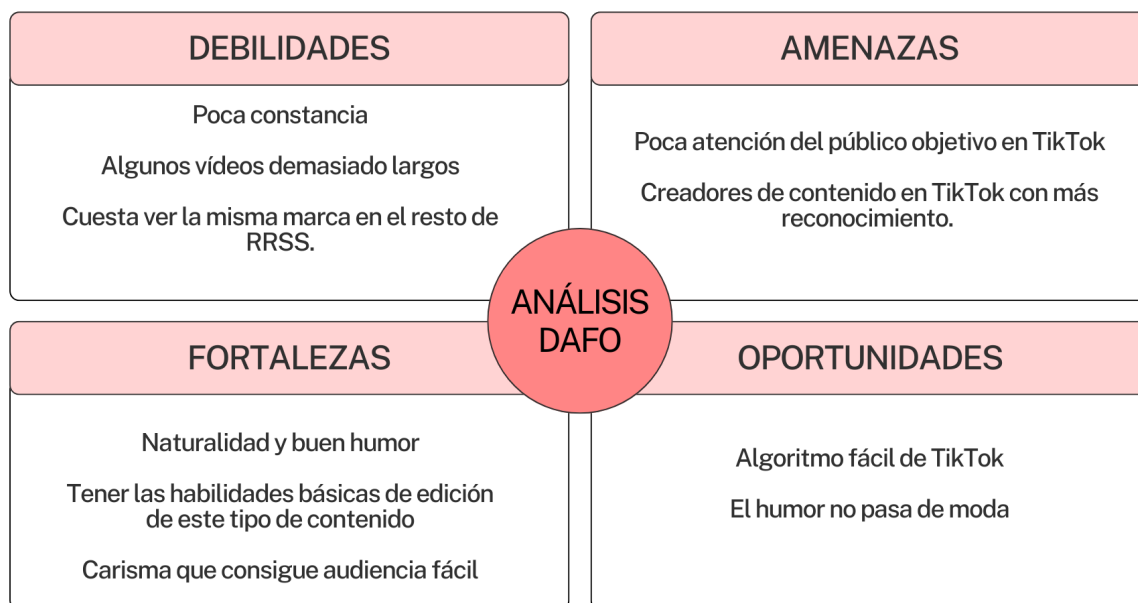 DEBILIDADES
Poca constancia
Algunos vídeos demasiado largos
Cuesta ver la misma marca en el resto de
RRSS.
AMENAZAS
Poca atención del público objetivo en TikTok
Creadores de contenido en TikTok con más
reconocimiento.
ANÁLISIS
DAFO
FORTALEZAS
Naturalidad y buen humor
Tener las habilidades básicas de edición
de este tipo de contenido
Carisma que consigue audiencia fácil
OPORTUNIDADES
Algoritmo fácil de TikTok
El humor no pasa de moda